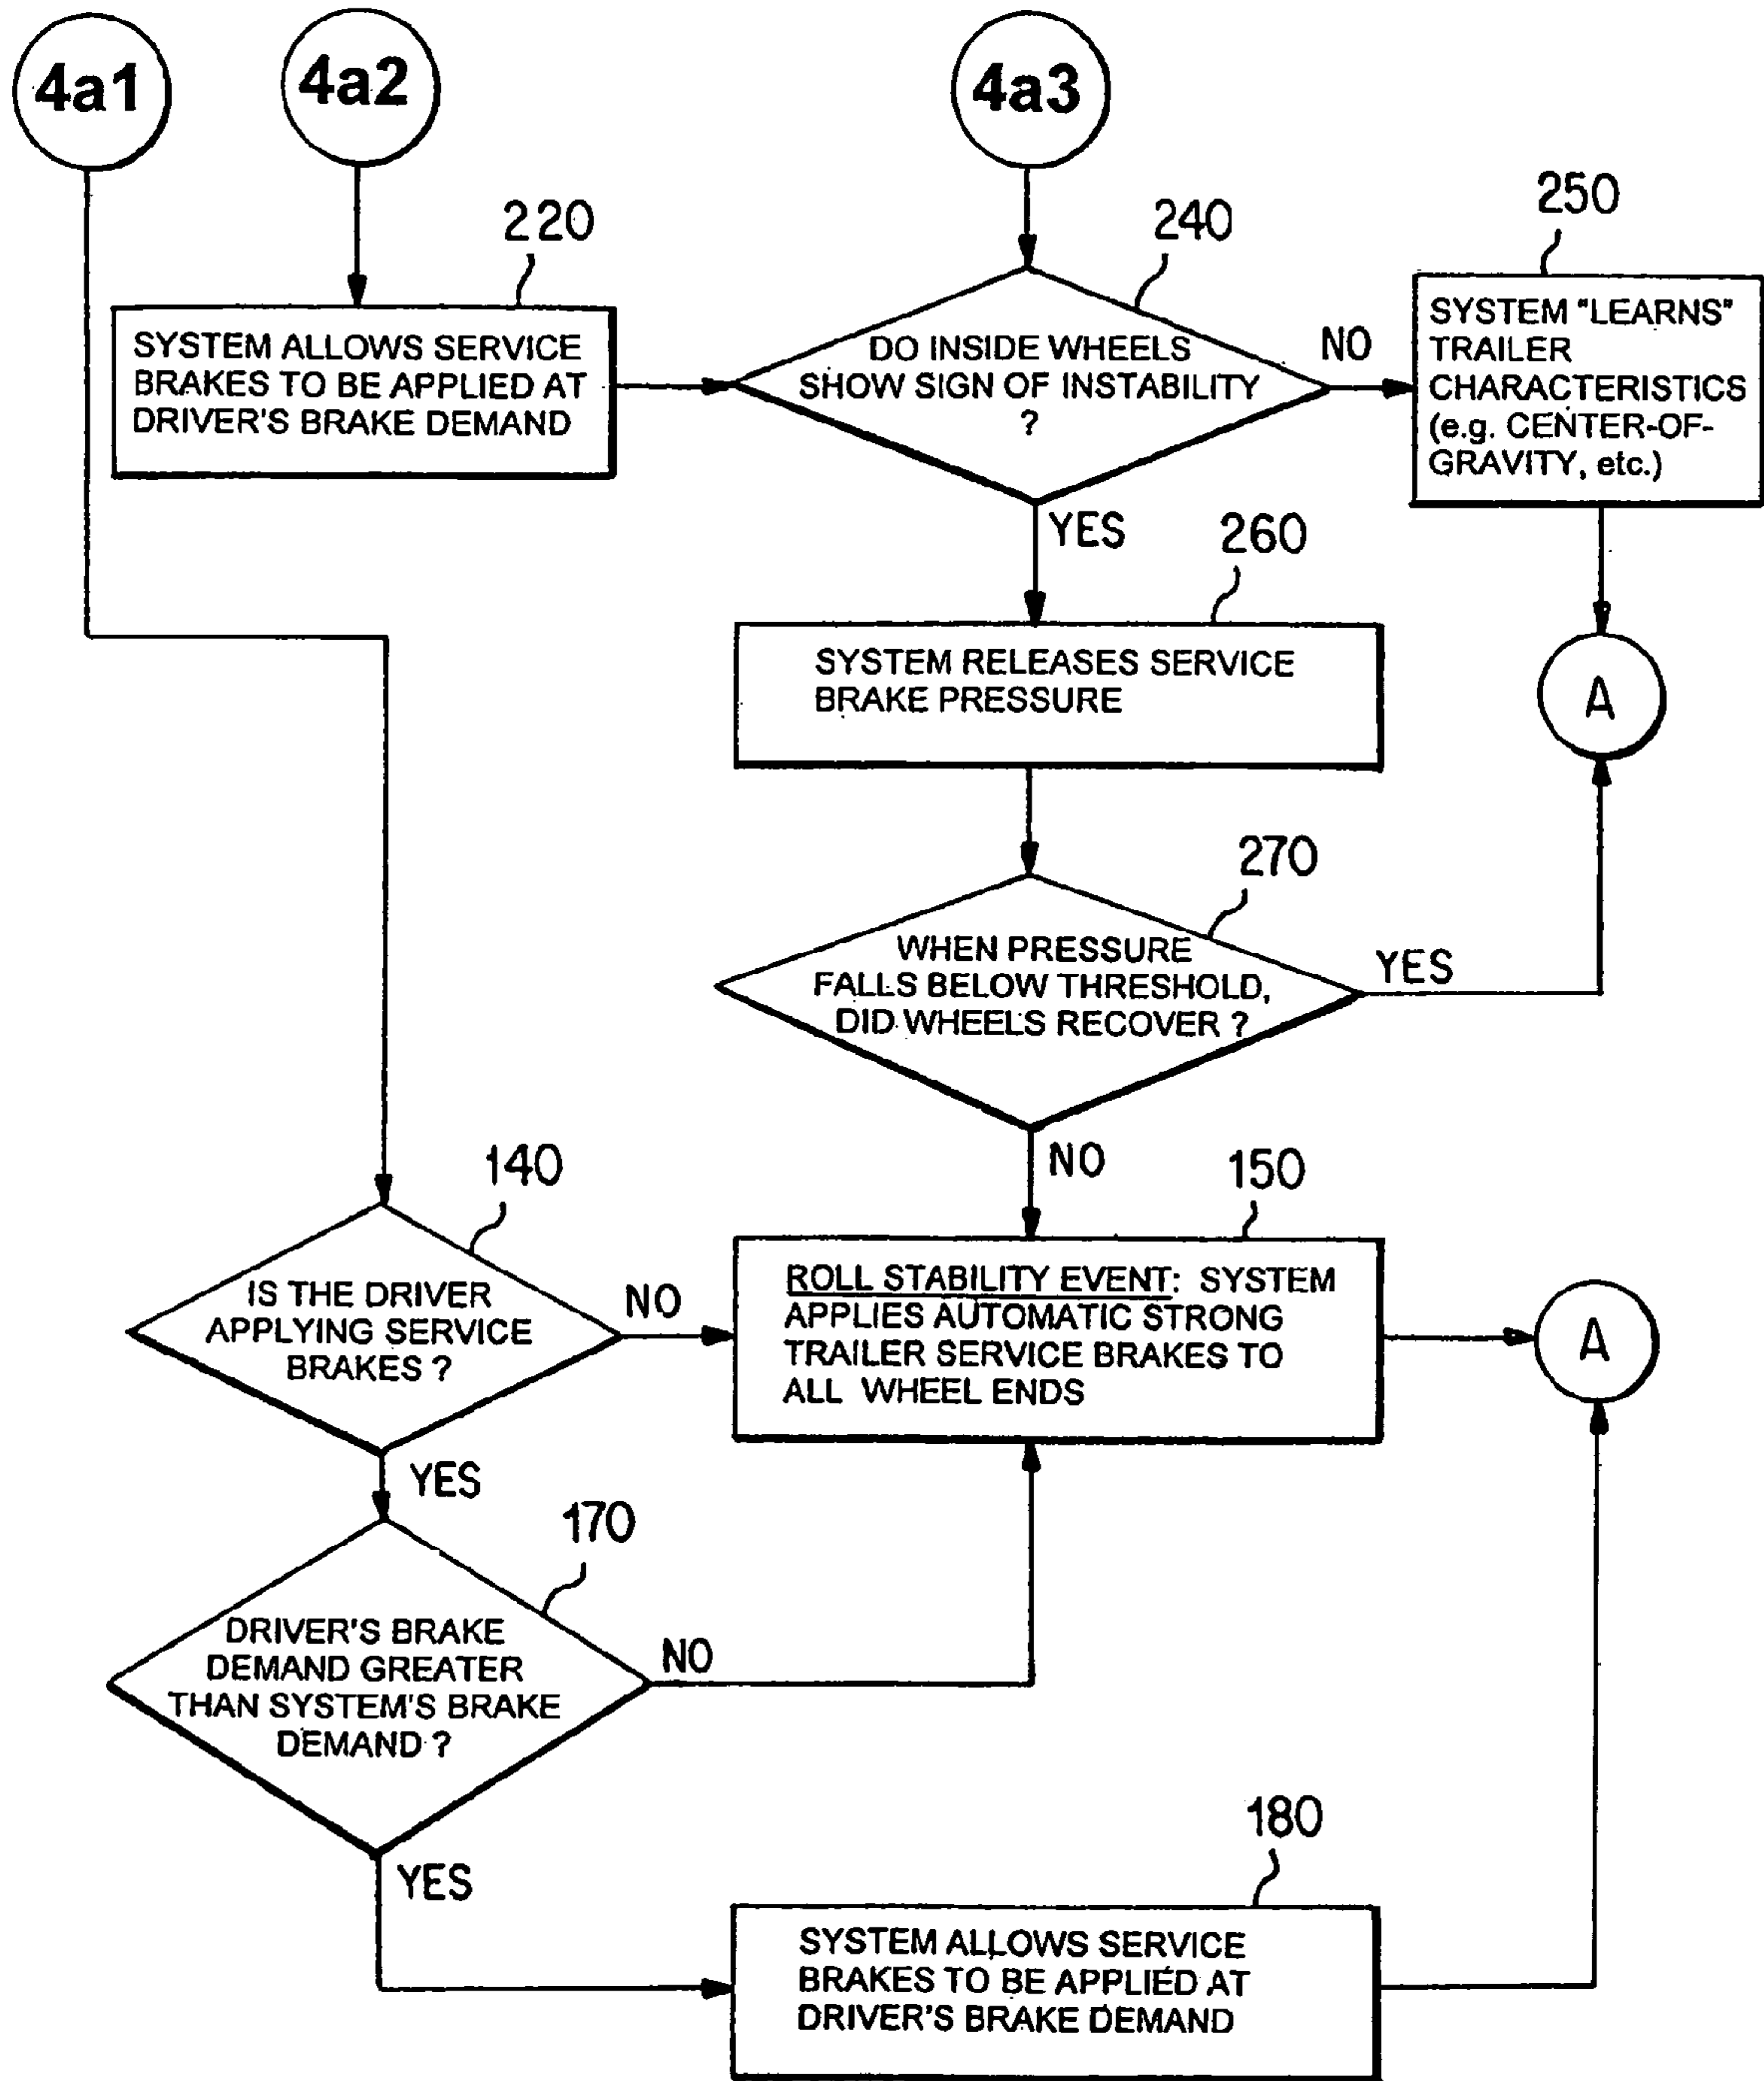 4a1
4a2
4a3
220
240
250
SYSTEM ALLOWS SERVICE
BRAKES TO BE APPLIED AT
DRIVER'S BRAKE DEMAND
DO INSIDE WHEELS
SHOW SIGN OF INSTABILITY
?
NO
SYSTEM "LEARNS"
TRAILER
CHARACTERISTICS
(e.g. CENTER-OF-
GRAVITY, etc.)
YES
260
SYSTEM RELEASES SERVICE
BRAKE PRESSURE
A
270
WHEN PRESSURE
FALLS BELOW THRESHOLD,
DID WHEELS RECOVER ?
YES
NO
140
150
IS THE DRIVER
APPLYING SERVICE
BRAKES ?
NO
ROLL STABILITY EVENT: SYSTEM
APPLIES AUTOMATIC STRONG
TRAILER SERVICE BRAKES TO
ALL WHEEL ENDS
A
YES
170
DRIVER'S BRAKE
DEMAND GREATER
THAN SYSTEM'S BRAKE
DEMAND ?
NO
YES
180
SYSTEM ALLOWS SERVICE
BRAKES TO BE APPLIED AT
DRIVER'S BRAKE DEMAND